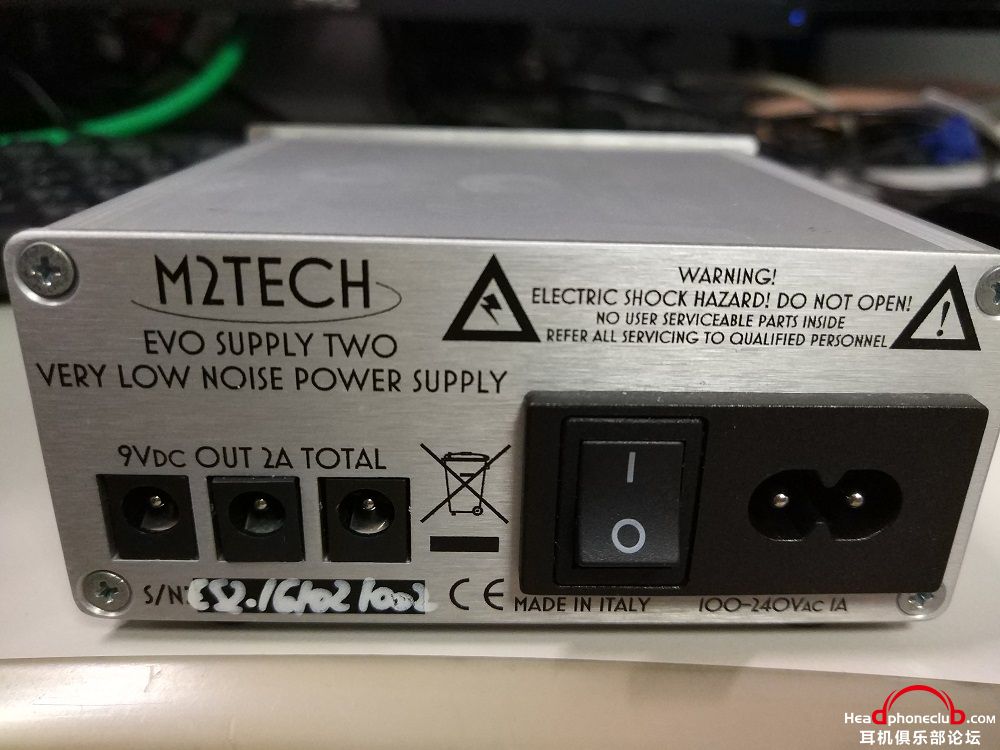 M2TECH
EVO SUPPLY TWO
VERY LOW NOISE POWER SUPPLY
WARNING!
ELECTRIC SHOCK HAZARD! DO NOT OPEN!
NO USER SERVICEABLE PARTS INSIDE
REFER ALL SERVICING TO QUALIFIED PERSONNEL
9VDC OUT 2A TOTAL
S/N:
CE
MADE IN ITALY
100-240VAC 1A
Headphoneclub.com
耳机俱乐部论坛